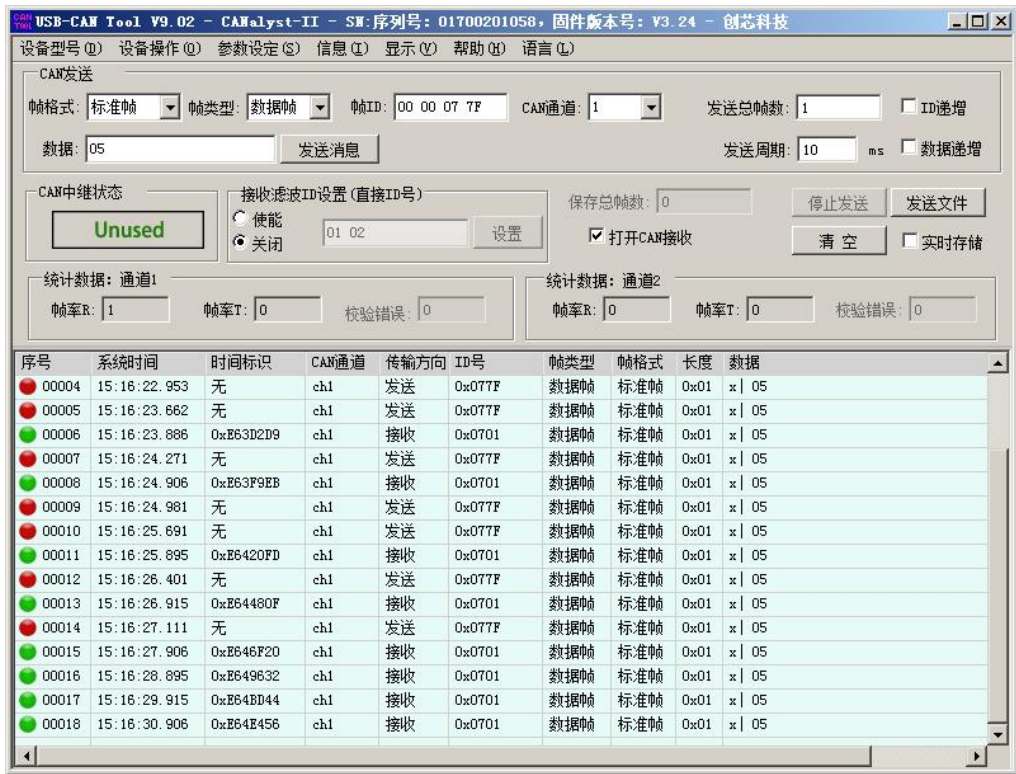 CAN TOOL USB-CAN Tool V9.02 - CANalyst-II - SN:序列号: 01700201058, 固件版本号: V3.24 - 创芯科技
设备型号(D) 设备操作(O) 参数设定(S) 信息(I) 显示(V) 帮助(H) 语言(L)
CAN发送
帧格式: 标准帧 帧类型: 数据帧 帧ID: 00 00 07 7F CAN通道: 1 发送总帧数: 1 ID递增
数据: 05 发送消息 发送周期: 10 ms 数据递增
CAN中继状态 接收滤波ID设置(直接ID号) 保存总帧数: 0 停止发送 发送文件
Unused 使能 关闭 01 02 设置 打开CAN接收 清空 实时存储
统计数据: 通道1 统计数据: 通道2
帧率R: 1 帧率T: 0 校验错误: 0 帧率R: 0 帧率T: 0 校验错误: 0
序号 系统时间 时间标识 CAN通道 传输方向 ID号 帧类型 帧格式 长度 数据
00004 15:16:22.953 无 ch1 发送 0x077F 数据帧 标准帧 0x01 x| 05
00005 15:16:23.662 无 ch1 发送 0x077F 数据帧 标准帧 0x01 x| 05
00006 15:16:23.886 0xE63D2D9 ch1 接收 0x0701 数据帧 标准帧 0x01 x| 05
00007 15:16:24.271 无 ch1 发送 0x077F 数据帧 标准帧 0x01 x| 05
00008 15:16:24.906 0xE63F9EB ch1 接收 0x0701 数据帧 标准帧 0x01 x| 05
00009 15:16:24.981 无 ch1 发送 0x077F 数据帧 标准帧 0x01 x| 05
00010 15:16:25.691 无 ch1 发送 0x077F 数据帧 标准帧 0x01 x| 05
00011 15:16:25.895 0xE6420FD ch1 接收 0x0701 数据帧 标准帧 0x01 x| 05
00012 15:16:26.401 无 ch1 发送 0x077F 数据帧 标准帧 0x01 x| 05
00013 15:16:26.915 0xE64480F ch1 接收 0x0701 数据帧 标准帧 0x01 x| 05
00014 15:16:27.111 无 ch1 发送 0x077F 数据帧 标准帧 0x01 x| 05
00015 15:16:27.906 0xE646F20 ch1 接收 0x0701 数据帧 标准帧 0x01 x| 05
00016 15:16:28.895 0xE649632 ch1 接收 0x0701 数据帧 标准帧 0x01 x| 05
00017 15:16:29.915 0xE64BD44 ch1 接收 0x0701 数据帧 标准帧 0x01 x| 05
00018 15:16:30.906 0xE64E456 ch1 接收 0x0701 数据帧 标准帧 0x01 x| 05